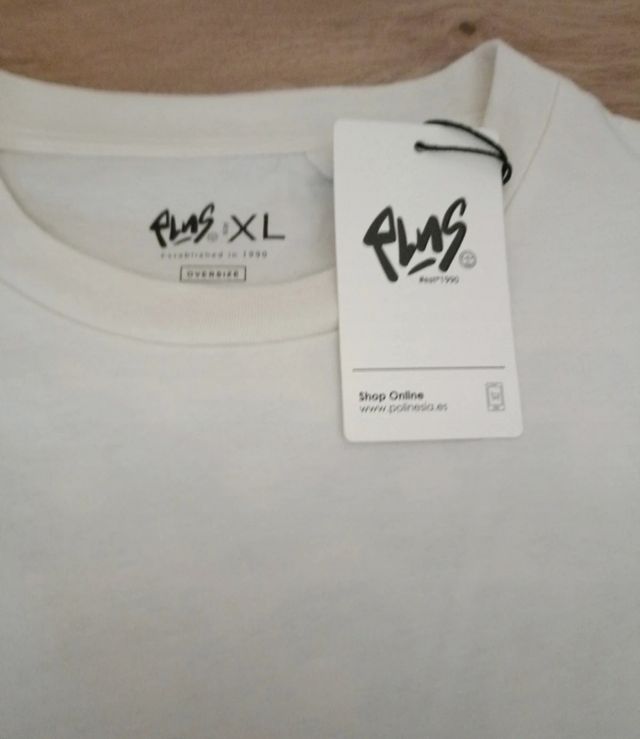 PLNS XL
Established in 1990
OVERSIZE
PLNS
#est*1990
Shop Online
www.polinesia.es